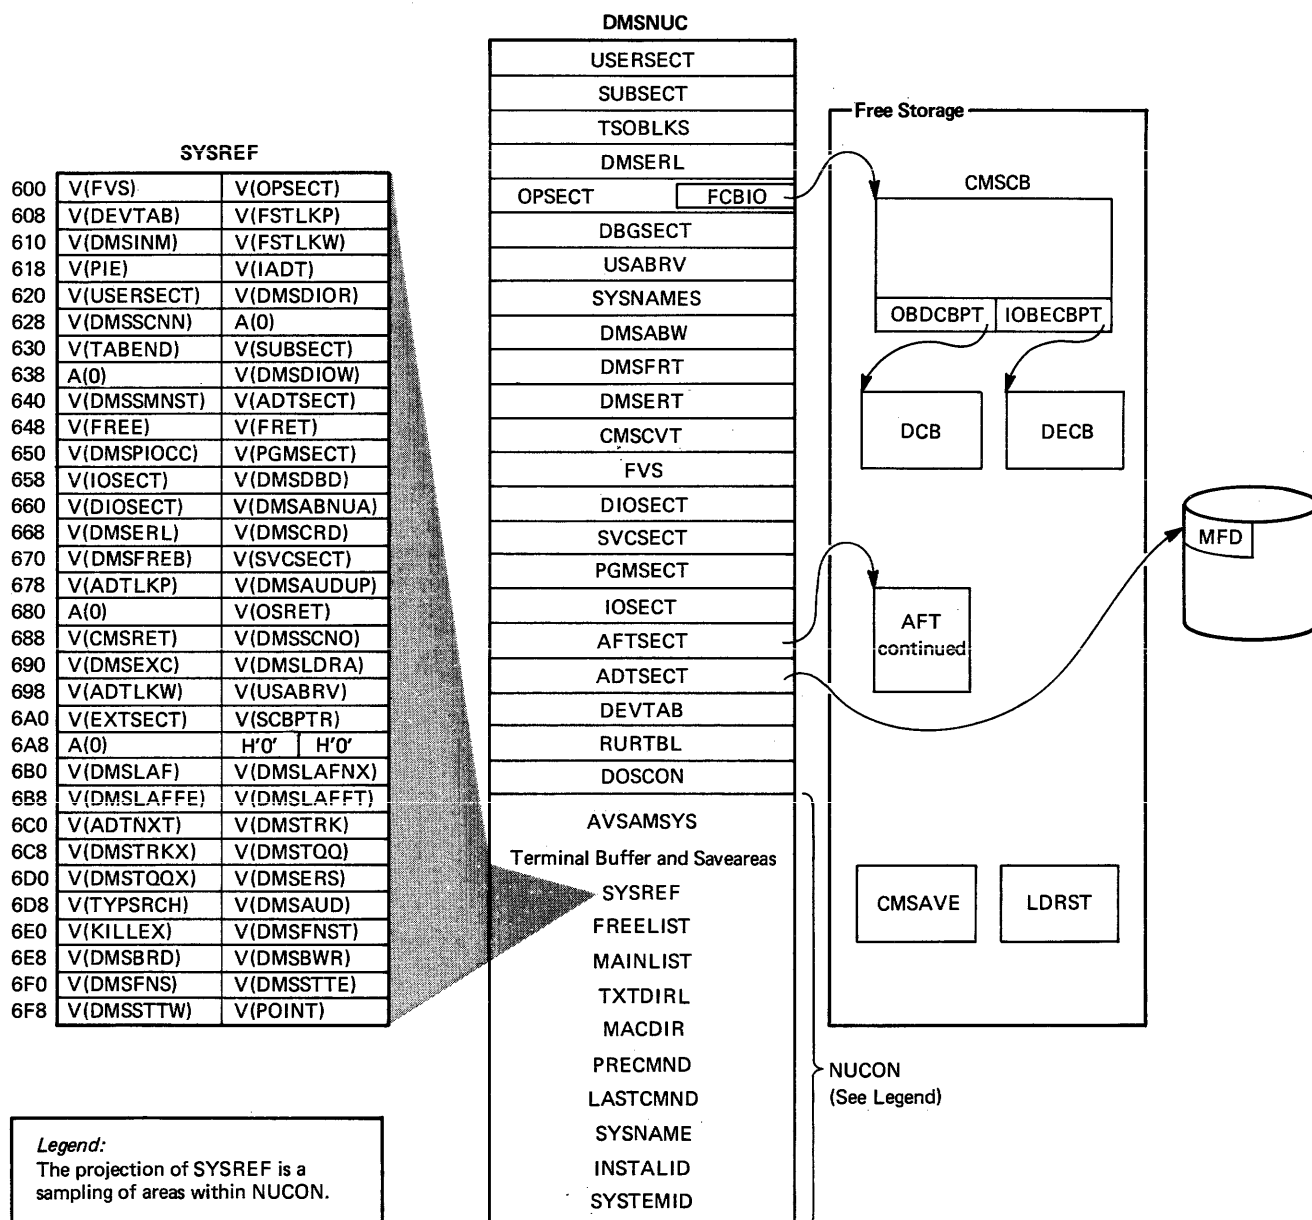 SYSREF
600 V(FVS) V(OPSECT)
608 V(DEVTAB) V(FSTLKP)
610 V(DMSINM) V(FSTLKW)
618 V(PIE) V(IADT)
620 V(USERSECT) V(DMSDIOR)
628 V(DMSSCNN) A(0)
630 V(TABEND) V(SUBSECT)
638 A(0) V(DMSDIOW)
640 V(DMSSMNST) V(ADTSECT)
648 V(FREE) V(FRET)
650 V(DMSPIOCC) V(PGMSECT)
658 V(IOSECT) V(DMSDBD)
660 V(DIOSECT) V(DMSABNUA)
668 V(DMSERL) V(DMSCRD)
670 V(DMSFREB) V(SVCSECT)
678 V(ADTLKP) V(DMSAUDUP)
680 A(0) V(OSRET)
688 V(CMSRET) V(DMSSCNO)
690 V(DMSEXC) V(DMSLDRA)
698 V(ADTLKW) V(USABRV)
6A0 V(EXTSECT) V(SCBPTR)
6A8 A(0) H'0' H'0'
6B0 V(DMSLAF) V(DMSLAFNX)
6B8 V(DMSLAFFE) V(DMSLAFFT)
6C0 V(ADTNXT) V(DMSTRK)
6C8 V(DMSTRKX) V(DMSTQQ)
6D0 V(DMSTQQX) V(DMSERS)
6D8 V(TYPSRCH) V(DMSAUD)
6E0 V(KILLEX) V(DMSFNST)
6E8 V(DMSBRD) V(DMSBWR)
6F0 V(DMSFNS) V(DMSSTTE)
6F8 V(DMSSTTW) V(POINT)
Legend:
The projection of SYSREF is a
sampling of areas within NUCON.
DMSNUC
USERSECT
SUBSECT
TSOBLKS
DMSERL
OPSECT FCBIO
DBGSECT
USABRV
SYSNAMES
DMSABW
DMSFRT
DMSERT
CMSCVT
FVS
DIOSECT
SVCSECT
PGMSECT
IOSECT
AFTSECT
ADTSECT
DEVTAB
RURTBL
DOSCON
AVSAMSYS
Terminal Buffer and Saveareas
SYSREF
FREELIST
MAINLIST
TXTDIRL
MACDIR
PRECMND
LASTCMND
SYSNAME
INSTALID
SYSTEMID
NUCON
(See Legend)
Free Storage
CMSCB
OBDCBPT IOBECBPT
DCB DECB
AFT
continued
CMSAVE LDRST
MFD